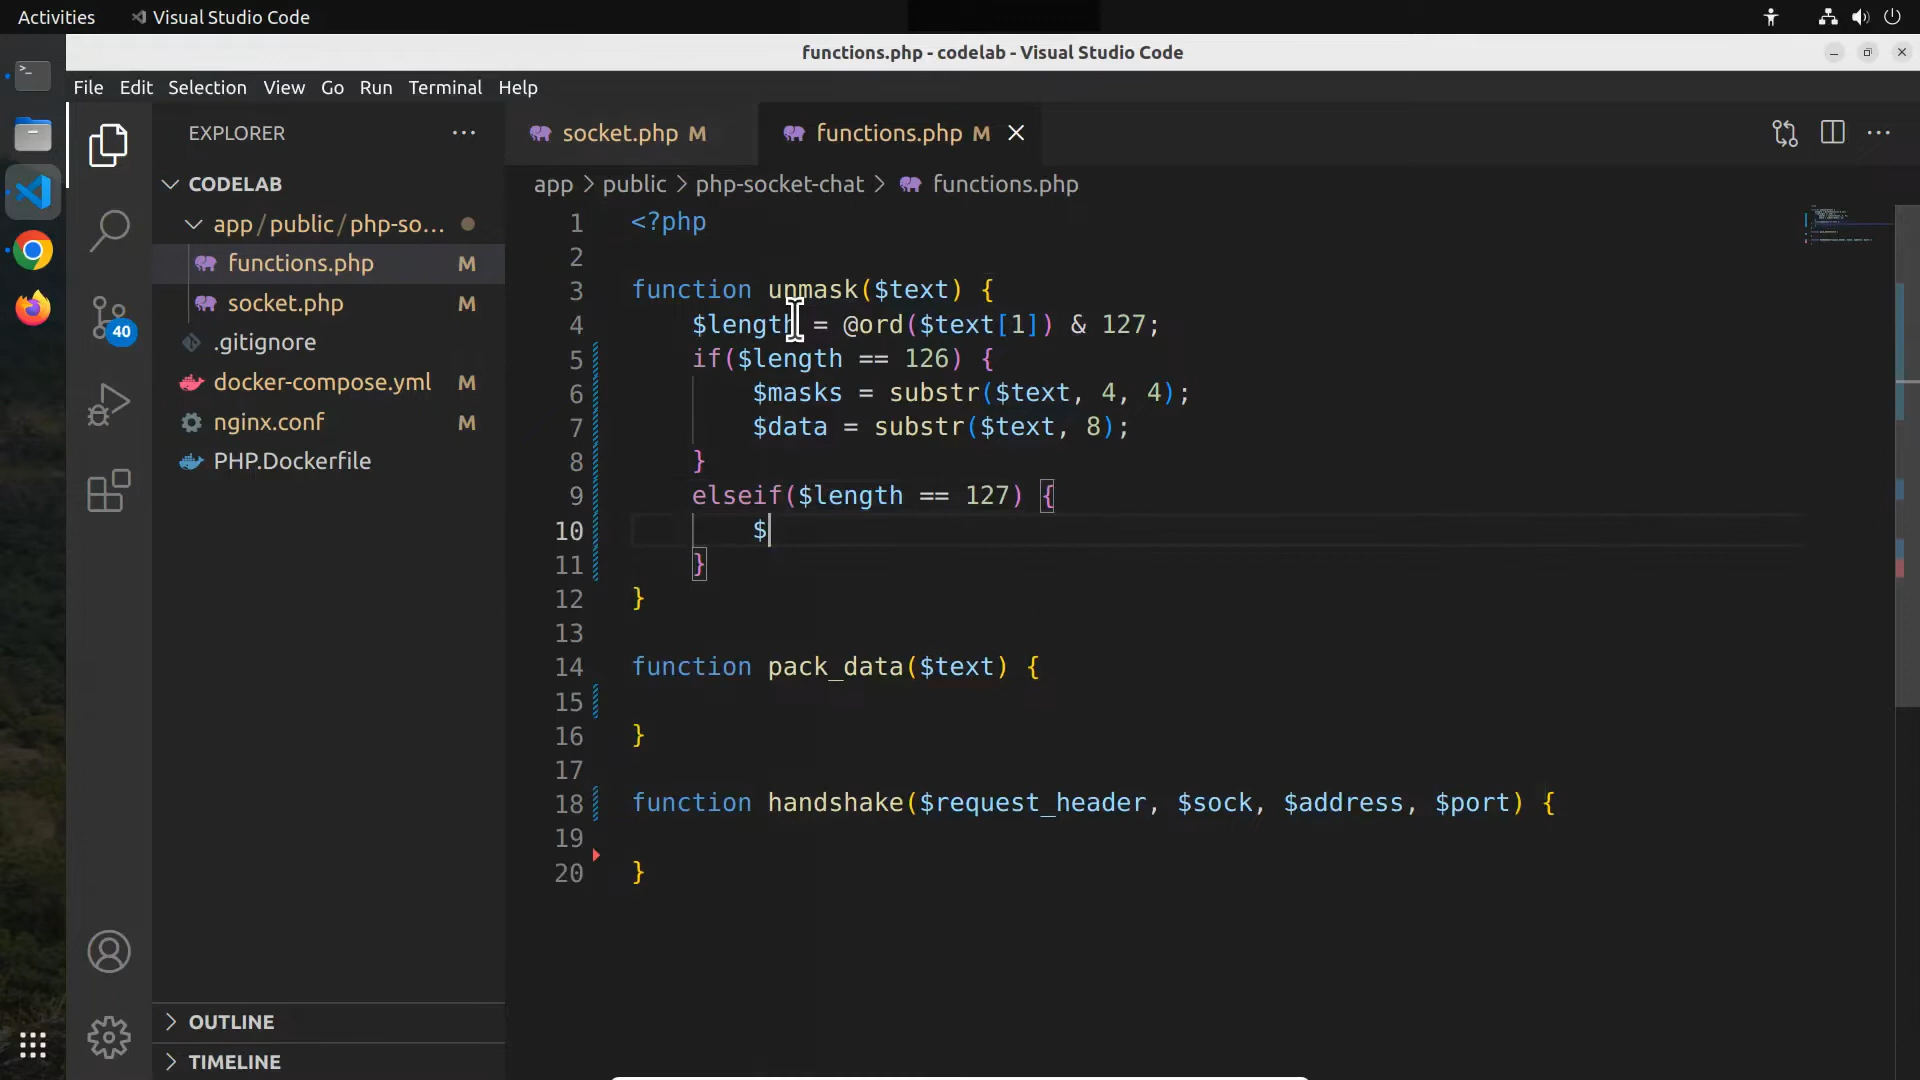 Activities
Visual Studio Code
functions.php - codelab - Visual Studio Code
File Edit Selection View Go Run Terminal Help
EXPLORER
CODELAB
app/public/php-so...
functions.php M
socket.php M
.gitignore
docker-compose.yml M
nginx.conf M
PHP.Dockerfile
OUTLINE
TIMELINE
40
socket.php M
functions.php M
app > public > php-socket-chat > functions.php
1 <?php
2
3 function unmask($text) {
4 $length = @ord($text[1]) & 127;
5 if($length == 126) {
6 $masks = substr($text, 4, 4);
7 $data = substr($text, 8);
8 }
9 elseif($length == 127) {
10 $
11 }
12 }
13
14 function pack_data($text) {
15
16 }
17
18 function handshake($request_header, $sock, $address, $port) {
19
20 }